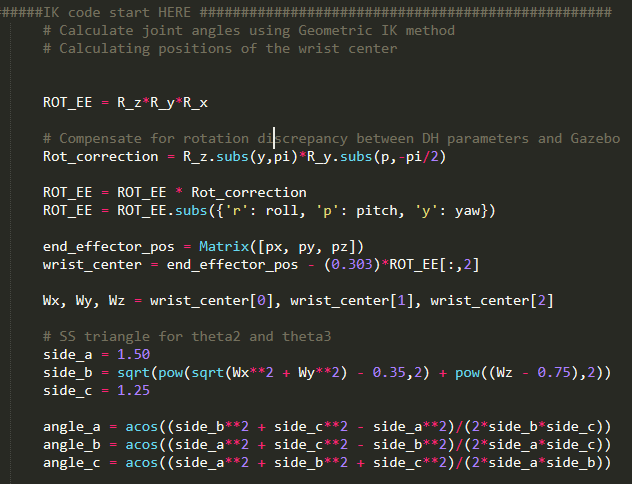 ######IK code start HERE ##################################################
# Calculate joint angles using Geometric IK method
# Calculating positions of the wrist center
ROT_EE = R_z*R_y*R_x
# Compensate for rotation discrepancy between DH parameters and Gazebo
Rot_correction = R_z.subs(y,pi)*R_y.subs(p,-pi/2)
ROT_EE = ROT_EE * Rot_correction
ROT_EE = ROT_EE.subs({'r': roll, 'p': pitch, 'y': yaw})
end_effector_pos = Matrix([px, py, pz])
wrist_center = end_effector_pos - (0.303)*ROT_EE[:,2]
Wx, Wy, Wz = wrist_center[0], wrist_center[1], wrist_center[2]
# SS triangle for theta2 and theta3
side_a = 1.50
side_b = sqrt(pow(sqrt(Wx**2 + Wy**2) - 0.35,2) + pow((Wz - 0.75),2))
side_c = 1.25
angle_a = acos((side_b**2 + side_c**2 - side_a**2)/(2*side_b*side_c))
angle_b = acos((side_a**2 + side_c**2 - side_b**2)/(2*side_a*side_c))
angle_c = acos((side_a**2 + side_b**2 + side_c**2)/(2*side_a*side_b))